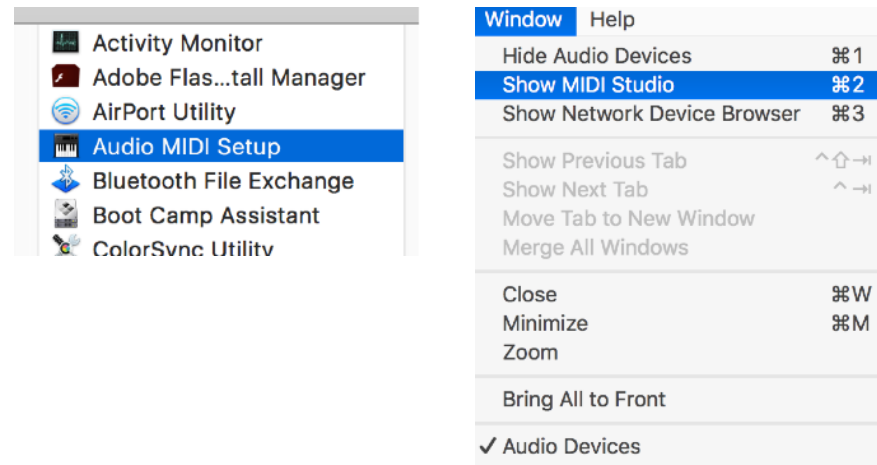 Activity Monitor
Adobe Flas...tall Manager
AirPort Utility
Audio MIDI Setup
Bluetooth File Exchange
Boot Camp Assistant
ColorSync Utility
Window Help
Hide Audio Devices ⌘1
Show MIDI Studio ⌘2
Show Network Device Browser ⌘3
Show Previous Tab ^⇧⇥
Show Next Tab ^⇥
Move Tab to New Window
Merge All Windows
Close ⌘W
Minimize ⌘M
Zoom
Bring All to Front
✓ Audio Devices